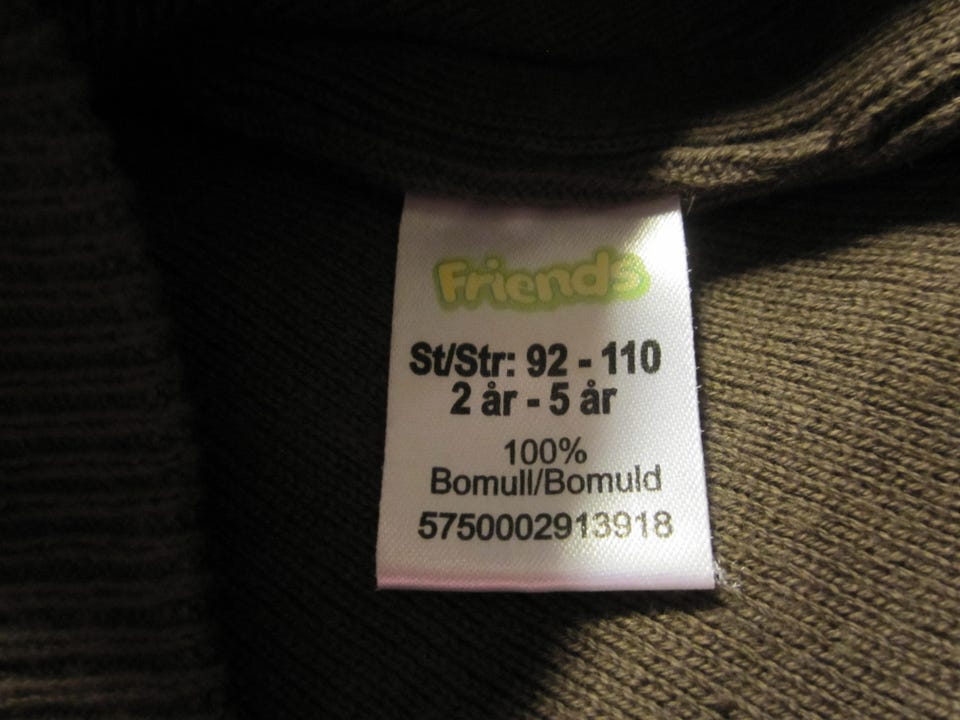 Friends
St/Str: 92 - 110
2 år - 5 år
100%
Bomull/Bomuld
5750002913918